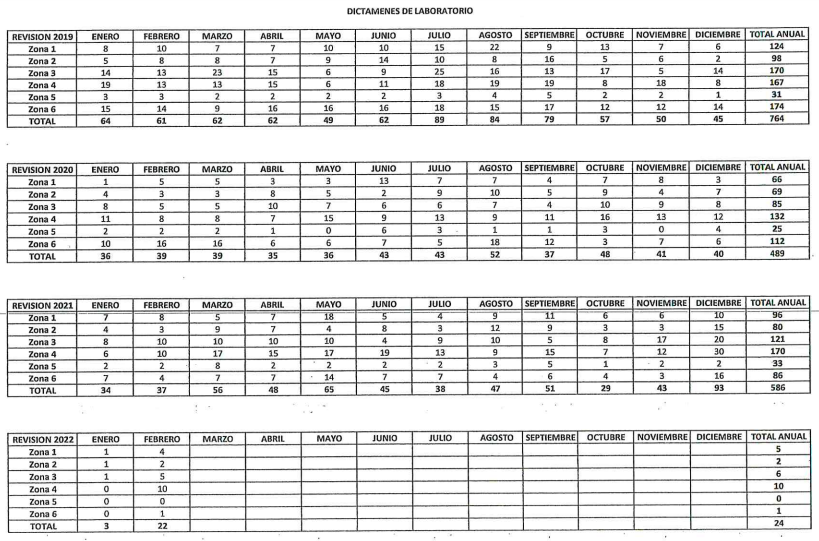 DICTAMENES DE LABORATORIO
REVISION 2019 ENERO FEBRERO MARZO ABRIL MAYO JUNIO JULIO AGOSTO SEPTIEMBRE OCTUBRE NOVIEMBRE DICIEMBRE TOTAL ANUAL
Zona 1 8 10 7 7 10 10 15 22 9 13 7 6 124
Zona 2 5 8 8 7 9 14 10 8 16 5 6 2 98
Zona 3 14 13 23 15 6 9 25 16 13 17 5 14 170
Zona 4 19 13 13 15 6 11 18 19 19 8 18 8 167
Zona 5 3 3 2 2 2 2 3 4 5 2 2 1 31
Zona 6 15 14 9 16 16 16 18 15 17 12 12 14 174
TOTAL 64 61 62 62 49 62 89 84 79 57 50 45 764
REVISION 2020 ENERO FEBRERO MARZO ABRIL MAYO JUNIO JULIO AGOSTO SEPTIEMBRE OCTUBRE NOVIEMBRE DICIEMBRE TOTAL ANUAL
Zona 1 1 5 5 3 3 13 7 7 4 7 8 3 66
Zona 2 4 3 3 8 5 2 9 10 5 9 4 7 69
Zona 3 8 5 5 10 7 6 6 7 4 10 9 8 85
Zona 4 11 8 8 7 15 9 13 9 11 16 13 12 132
Zona 5 2 2 2 1 0 6 3 1 1 3 0 4 25
Zona 6 10 16 16 6 6 7 5 18 12 3 7 6 112
TOTAL 36 39 39 35 36 43 43 52 37 48 41 40 489
REVISION 2021 ENERO FEBRERO MARZO ABRIL MAYO JUNIO JULIO AGOSTO SEPTIEMBRE OCTUBRE NOVIEMBRE DICIEMBRE TOTAL ANUAL
Zona 1 7 8 5 7 18 5 4 9 11 6 6 10 96
Zona 2 4 3 9 7 4 8 3 12 9 3 3 15 80
Zona 3 8 10 10 10 10 4 9 10 5 8 17 20 121
Zona 4 6 10 17 15 17 19 13 9 15 7 12 30 170
Zona 5 2 2 8 2 2 2 2 3 5 1 2 2 33
Zona 6 7 4 7 7 14 7 7 4 6 4 3 16 86
TOTAL 34 37 56 48 65 45 38 47 51 29 43 93 586
REVISION 2022 ENERO FEBRERO MARZO ABRIL MAYO JUNIO JULIO AGOSTO SEPTIEMBRE OCTUBRE NOVIEMBRE DICIEMBRE TOTAL ANUAL
Zona 1 1 4 5
Zona 2 1 2 2
Zona 3 1 5 6
Zona 4 0 10 10
Zona 5 0 0 0
Zona 6 0 1 1
TOTAL 3 22 24